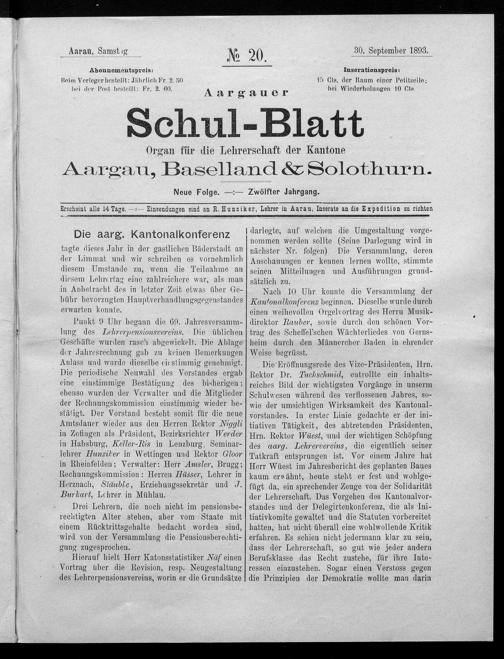 Aarau, Samstag
№ 20.
30. September 1893.
Abonnementspreis:
Beim Verleger bestellt: Jährlich Fr. 2. 50
bei der Post bestellt: Fr. 2. 60.
Inserationspreis:
15 Cts. der Raum einer Petitzeile;
bei Wiederholungen 10 Cts.
Aargauer
Schul-Blatt
Organ für die Lehrerschaft der Kantone
Aargau, Baselland & Solothurn.
Neue Folge. —:— Zwölfter Jahrgang.
Erscheint alle 14 Tage. —:— Einsendungen sind an R. Hunziker, Lehrer in Aarau, Inserate an die Expedition zu richten
Die aarg. Kantonalkonferenz
tagte dieses Jahr in der gastlichen Bäderstadt an
der Limmat und wir schreiben es vornehmlich
diesem Umstande zu, wenn die Teilnahme an
diesem Lehrertag eine zahlreichere war, als man
in Anbetracht des in letzter Zeit etwas über Ge-
bühr bevorzugten Hauptverhandlungsgegenstandes
erwarten konnte.
Punkt 9 Uhr begann die 69. Jahresversamm-
lung des Lehrerpensionsvereins. Die üblichen
Geschäfte wurden rasch abgewickelt. Die Ablage
der Jahresrechnung gab zu keinen Bemerkungen
Anlass und wurde dieselbe einstimmig genehmigt.
Die periodische Neuwahl des Vorstandes ergab
eine einstimmige Bestätigung des bisherigen;
ebenso wurden der Verwalter und die Mitglieder
der Rechnungskommission einstimmig wieder be-
stätigt. Der Vorstand besteht somit für die neue
Amtsdauer wieder aus den Herren Rektor Niggli
in Zofingen als Präsident, Bezirksrichter Werder
in Habsburg, Keller-Ris in Lenzburg, Seminar-
lehrer Hunziker in Wettingen und Rektor Gloor
in Rheinfelden; Verwalter: Herr Amsler, Brugg;
Rechnungskommission: Herren Hässer, Lehrer in
Herznach, Stäuble, Erziehungssekretär und J.
Burkart, Lehrer in Mühlau.
Drei Lehrern, die noch nicht im pensionsbe-
rechtigten Alter stehen, aber vom Staate mit
einem Rücktrittsgehalte bedacht worden sind,
wird von der Versammlung die Pensionsberechti-
gung zugesprochen.
Hierauf hielt Herr Katonsstatistiker Näf einen
Vortrag über die Revision, resp. Neugestaltung
des Lehrerpensionsvereins, worin er die Grundsätze
darlegte, auf welchen die Umgestaltung vorge-
nommen werden sollte (Seine Darlegung wird in
nächster Nr. folgen) Die Versammlung, deren
Anschauungen er kennen lernen wollte, stimmte
seinen Mitteilungen und Ausführungen grund-
sätzlich zu.
Nach 10 Uhr konnte die Versammlung der
Kantonalkonferenz beginnen. Dieselbe wurde durch
einen weihevollen Orgelvortrag des Herrn Musik-
direktor Rauber, sowie durch den schönen Vor-
trag des Scheffelschen Wächterliedes von Gerns-
heim durch den Männercher Baden in ehrender
Weise begrüsst.
Die Eröffnungsrede des Vize-Präsidenten, Hrn.
Rektor Dr. Tuchschmid, entrollte ein inhalts-
reiches Bild der wichtigsten Vorgänge in unserm
Schulwesen während des verflossenen Jahres, so-
wie der umsichtigen Wirksamkeit des Kantonal-
vorstandes. In erster Linie gedachte er der ini-
tiativen Tätigkeit, des abtretenden Präsidenten,
Hrn. Rektor Wüest, und der wichtigen Schöpfung
des aarg. Lehrervereins, die eigentlich seiner
Tatkraft entsprungen ist. Vor einem Jahre hat
Herr Wüest im Jahresbericht des geplanten Baues
kaum erwähnt, heute steht er fest und wohlge-
fügt da, ein sprechender Zeuge von der Solidarität
der Lehrerschaft. Das Vorgehen des Kantonalvor-
standes und der Delegirtenkonferenz, die als Ini-
tiativkomite gewaltet und die Statuten vorbereitet
hatten, hat nicht überall eine wohlwollende Kritik
erfahren. Es schien nicht jedermann klar zu sein,
dass der Lehrerschaft, so gut wie jeder andern
Berufsklasse das Recht zustehe, für ihre Inte-
ressen einzustehen. Sogar einen Verstoss gegen
die Prinzipien der Demokratie wollte man darin